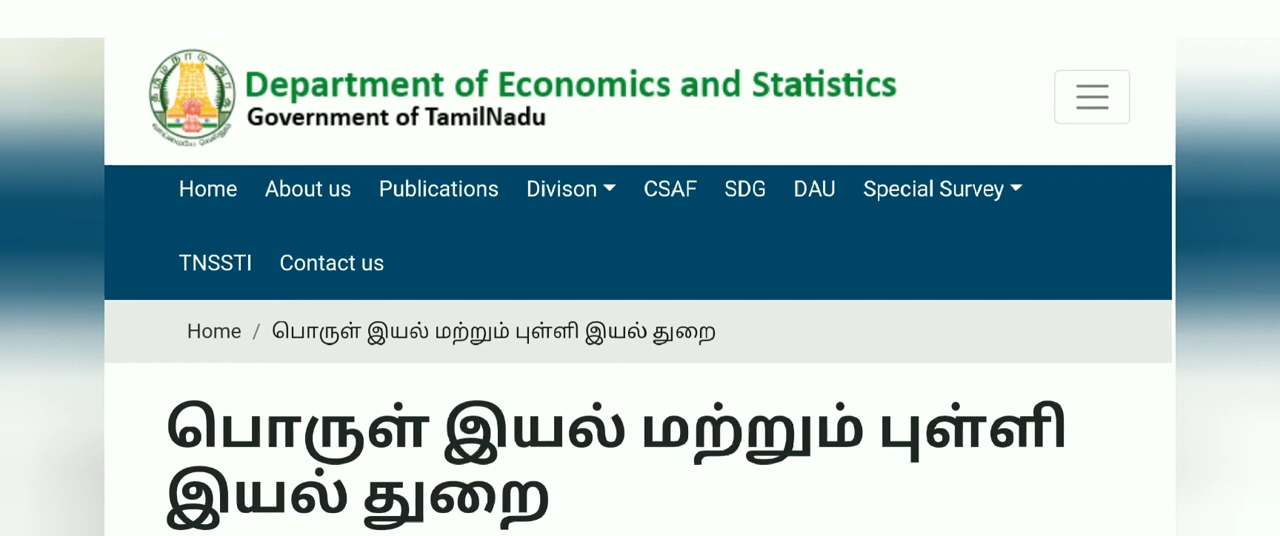 Department of Economics and Statistics
Government of TamilNadu
Home About us Publications Divison CSAF SDG DAU Special Survey
TNSSTI Contact us
Home / பொருள் இயல் மற்றும் புள்ளி இயல் துறை
பொருள் இயல் மற்றும் புள்ளி
இயல் துறை